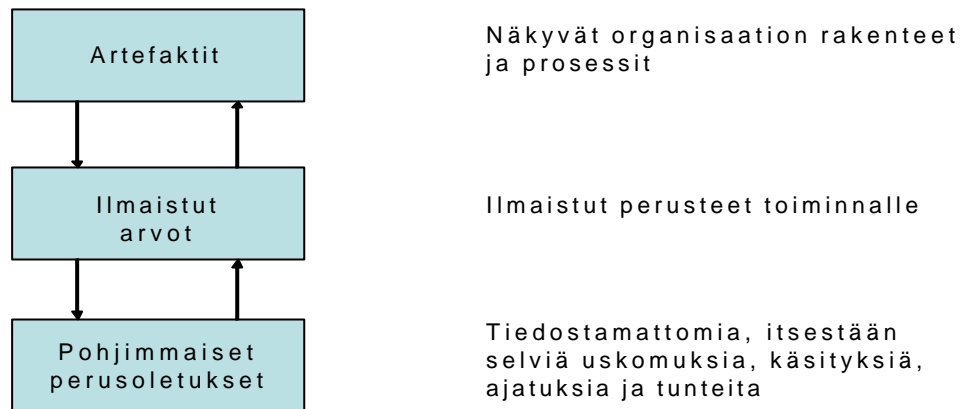 Artefaktit
Näkyvät organisaation rakenteet
ja prosessit
Ilmaistut
arvot
Ilmaistut perusteet toiminnalle
Pohjimmaiset
perusoletukset
Tiedostamattomia, itsestään
selviä uskomuksia, käsityksiä,
ajatuksia ja tunteita